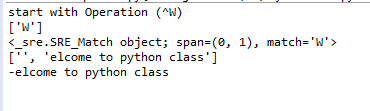 start with Operation (^W)
['W']
<_sre.SRE_Match object; span=(0, 1), match='W'>
['', 'elcome to python class']
-elcome to python class